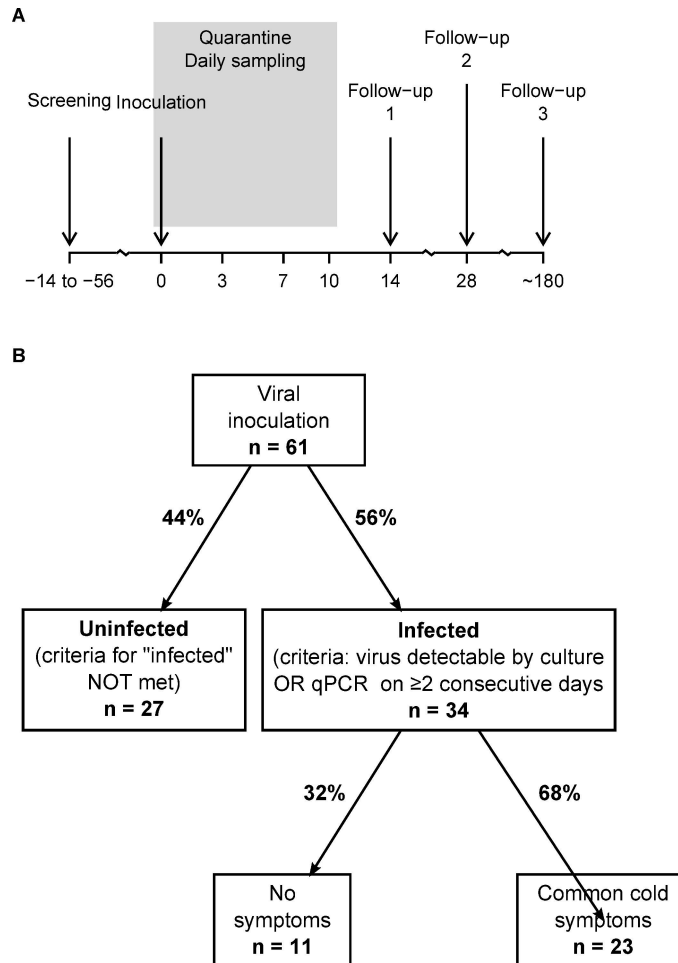 A
Quarantine
Daily sampling
Follow−up
2
Screening Inoculation
Follow−up
1
Follow−up
3
−14 to −56
0
3
7
10
14
28
~180
B
Viral
inoculation
n = 61
44%
56%
Uninfected
(criteria for "infected"
NOT met)
n = 27
Infected
(criteria: virus detectable by culture
OR qPCR on ≥2 consecutive days
n = 34
32%
68%
No
symptoms
n = 11
Common cold
symptoms
n = 23